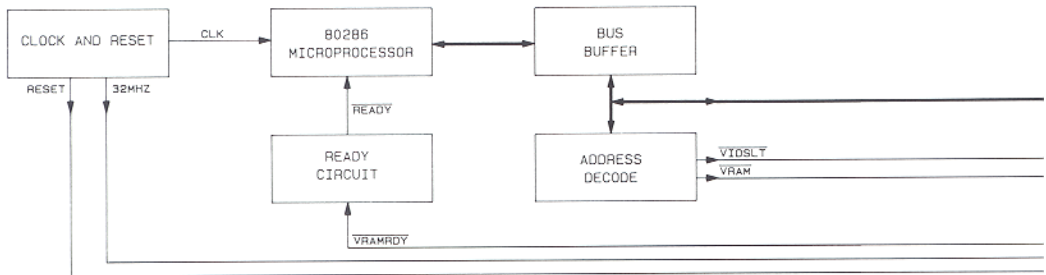 CLOCK AND RESET
CLK
80286
MICROPROCESSOR
BUS
BUFFER
RESET
32MHZ
READY
READY
CIRCUIT
ADDRESS
DECODE
VIDSLT
VRAM
VRAMRDY